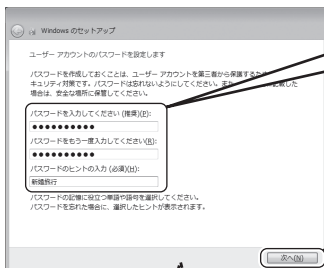 Windows のセットアップ
ユーザー アカウントのパスワードを設定します
パスワードを作成しておくことは、ユーザー アカウントを第三者から保護するため
キュリティ対策です。パスワードは忘れないようにしてください。また
場合は、安全な場所に保管してください。
パスワードを入力してください (推奨)(P):
●●●●●●●●●●
パスワードをもう一度入力してください(R):
●●●●●●●●●●
パスワードのヒントの入力 (必須)(H):
新婚旅行
パスワードの記憶に役立つ単語や語句を選択してください。
パスワードを忘れた場合に、選択したヒントが表示されます。
次へ(N)